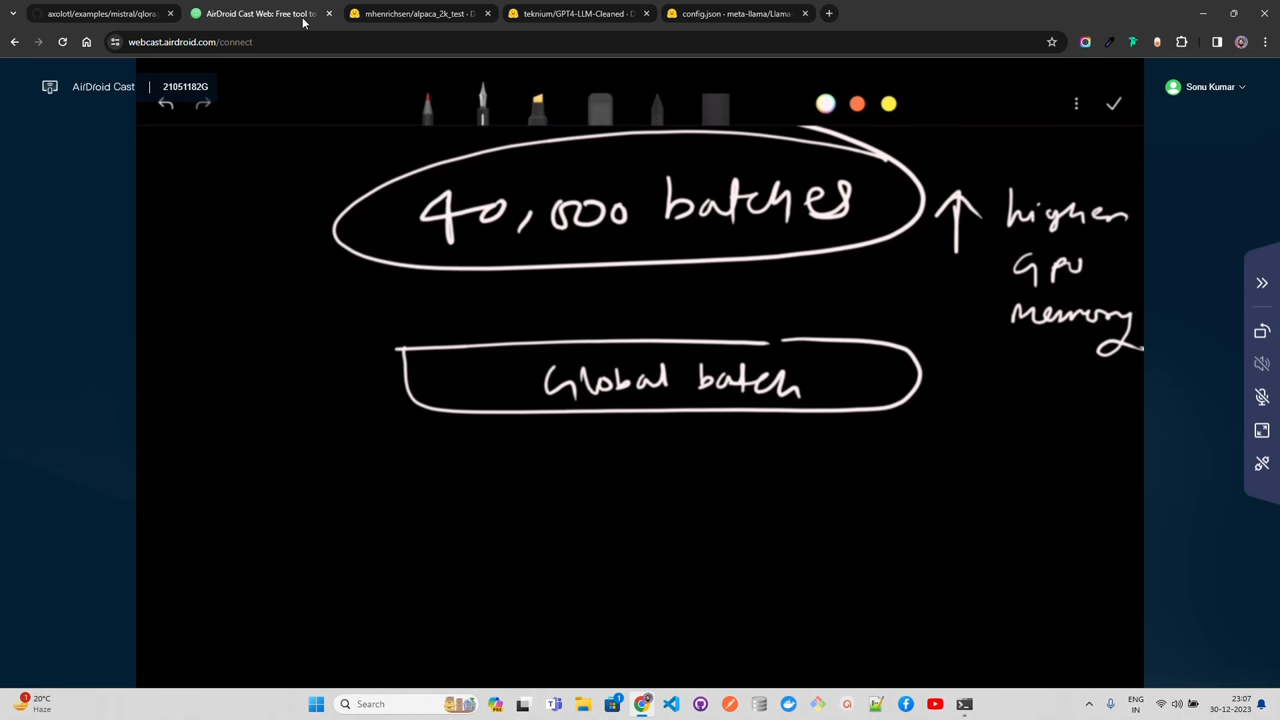 axolotl/examples/mistral/qlora
AirDroid Cast Web: Free tool to
mhenrichsen/alpaca_2k_test · D
teknium/GPT4-LLM-Cleaned · D
config.json · meta-llama/Llama-
webcast.airdroid.com/connect
AirDroid Cast
21051182G
Sonu Kumar
40,000 batches
higher
GPU
memory
Global batch
1
20°C
Haze
Search
1
ENG
IN
23:07
30-12-2023